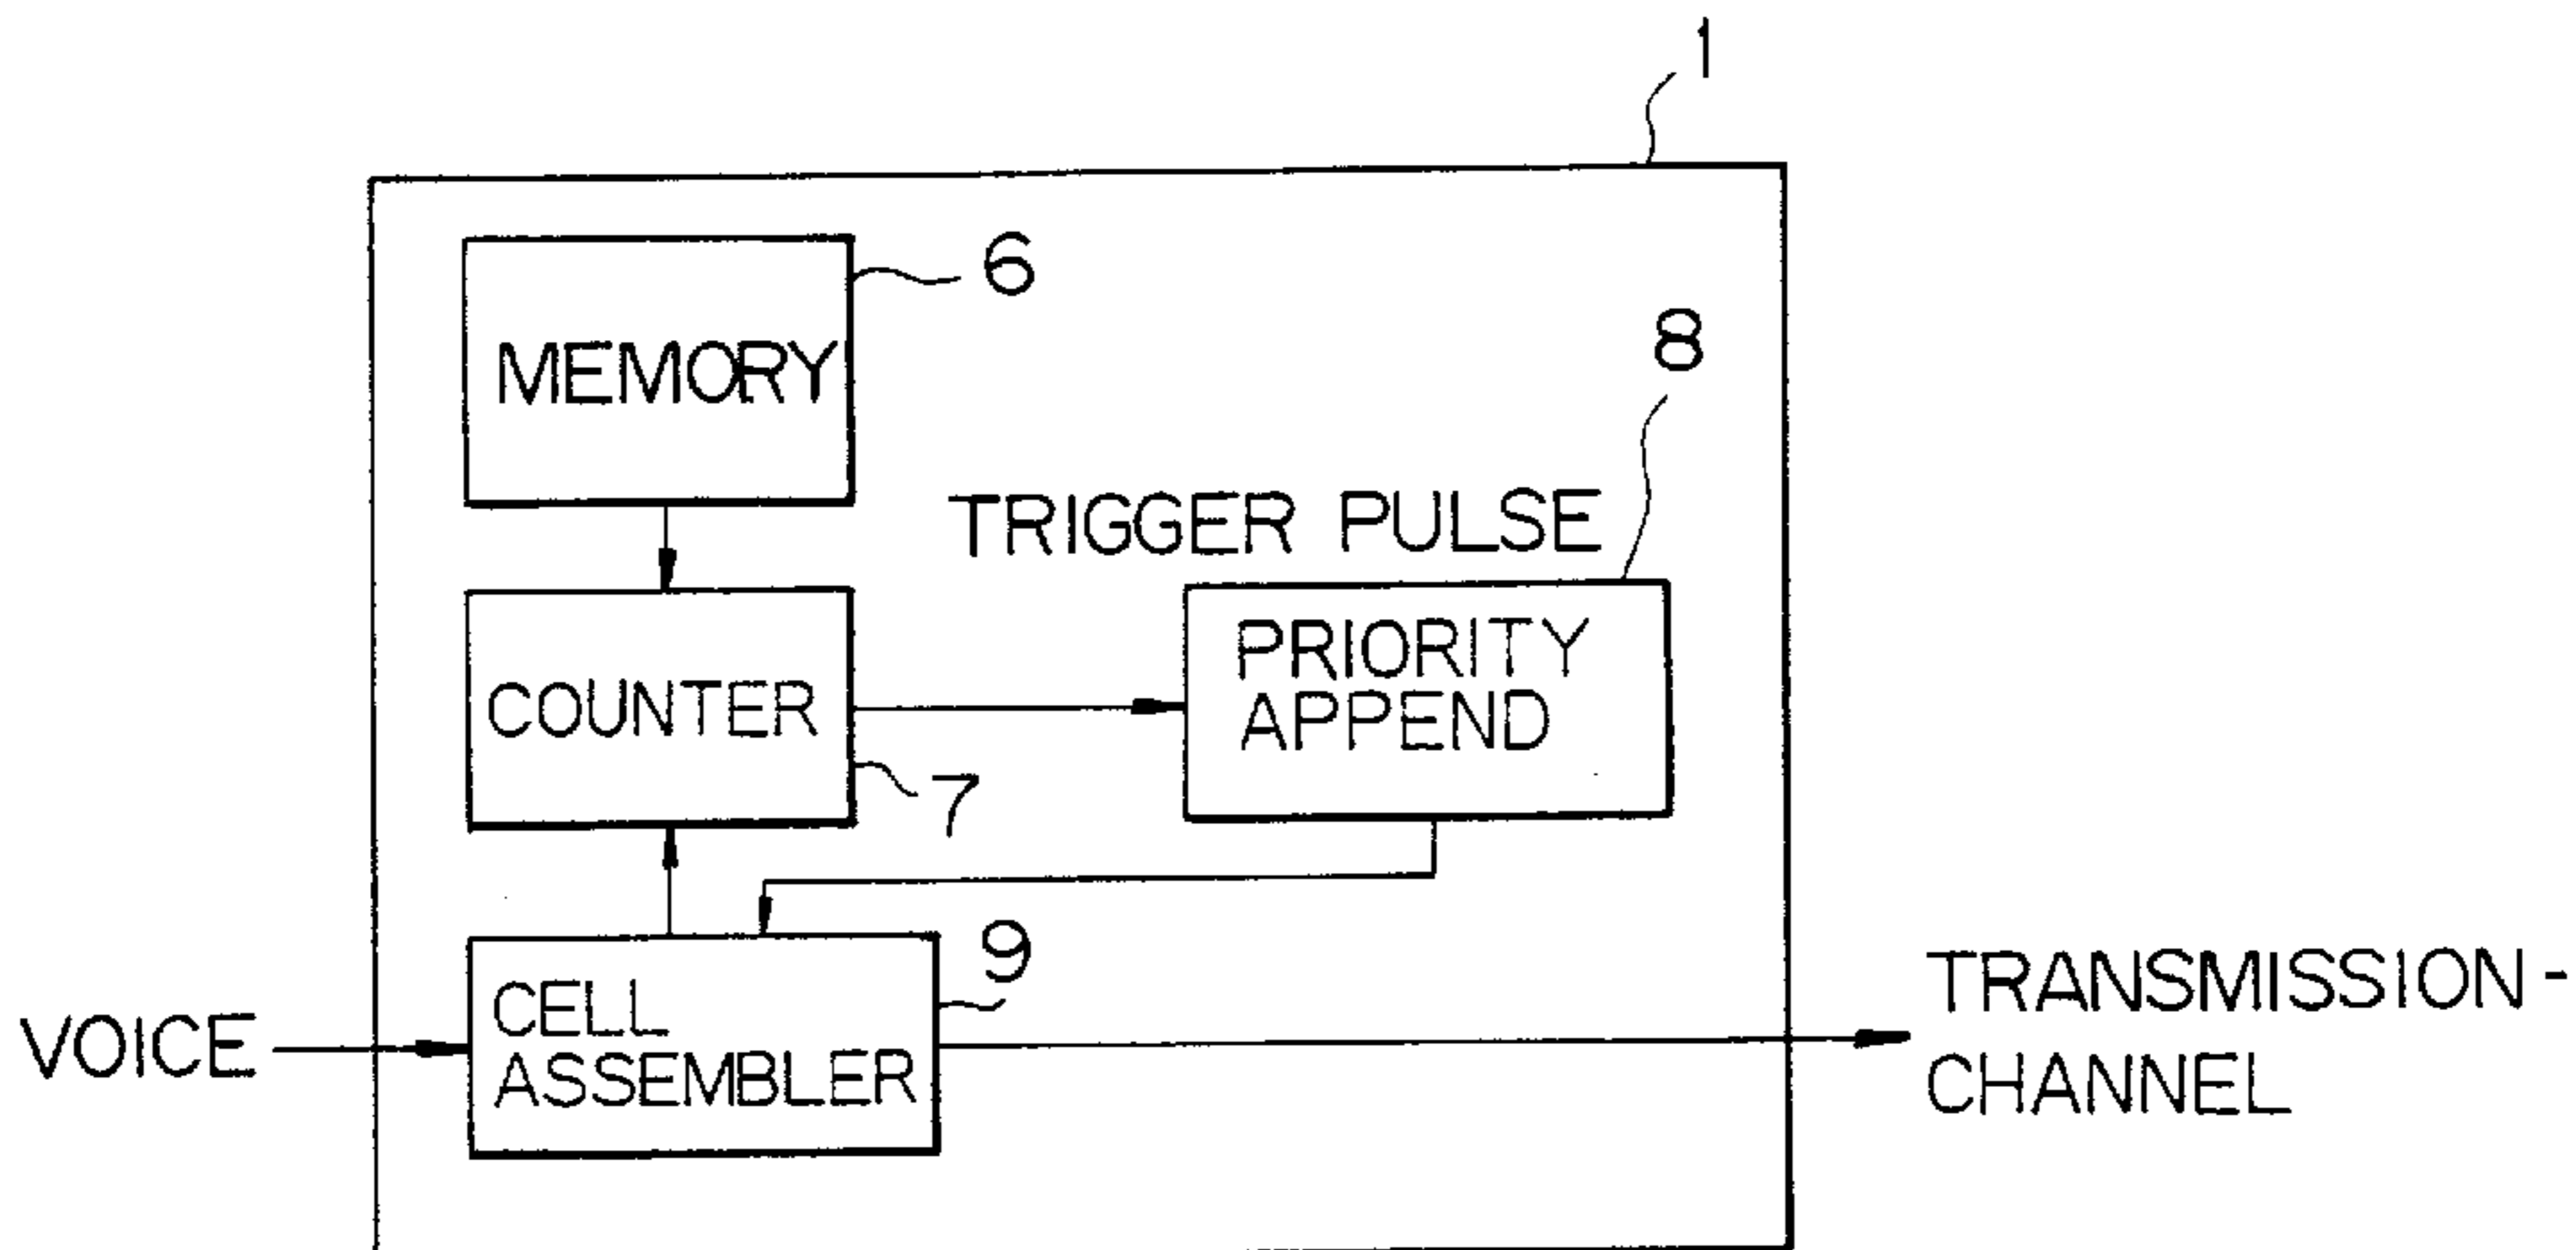 1
6
MEMORY
8
TRIGGER PULSE
PRIORITY
APPEND
COUNTER
7
9
CELL
ASSEMBLER
VOICE
TRANSMISSION-
CHANNEL